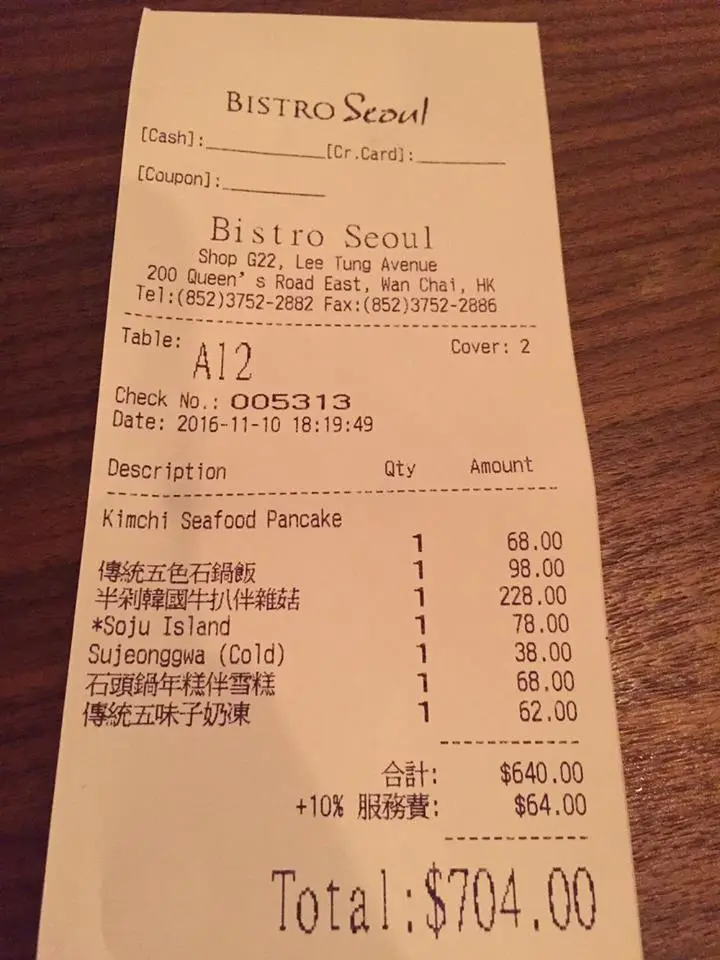 BISTRO Seoul
[Cash]:____________[Cr.Card]:_________
[Coupon]:__________
Bistro Seoul
Shop G22, Lee Tung Avenue
200 Queen's Road East, Wan Chai, HK
Tel:(852)3752-2882 Fax:(852)3752-2886
Table: A12 Cover: 2
Check No.: 005313
Date: 2016-11-10 18:19:49
Description Qty Amount
Kimchi Seafood Pancake
1 68.00
傳統五色石鍋飯 1 98.00
半剁韓國牛扒伴雜菇 1 228.00
*Soju Island 1 78.00
Sujeonggwa (Cold) 1 38.00
石頭鍋年糕伴雪糕 1 68.00
傳統五味子奶凍 1 62.00
合計: $640.00
+10% 服務費: $64.00
Total:$704.00